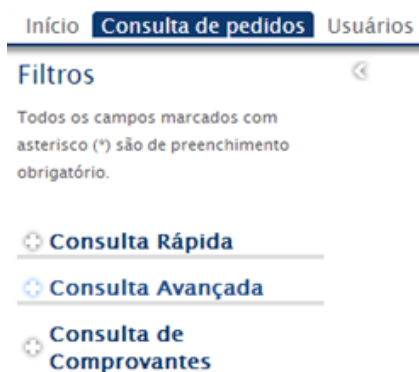 Início Consulta de pedidos Usuários
Filtros
Todos os campos marcados com
asterisco (*) são de preenchimento
obrigatório.
Consulta Rápida
Consulta Avançada
Consulta de
Comprovantes